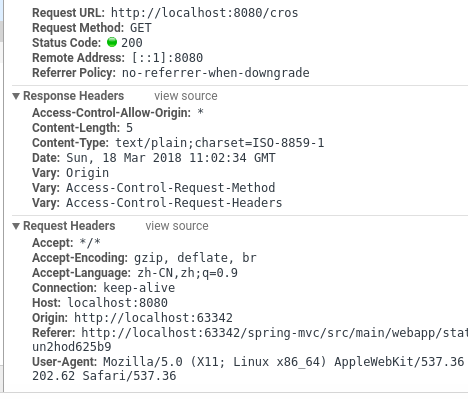 Request URL: http://localhost:8080/cros
Request Method: GET
Status Code: 200
Remote Address: [::1]:8080
Referrer Policy: no-referrer-when-downgrade
▼ Response Headers view source
Access-Control-Allow-Origin: *
Content-Length: 5
Content-Type: text/plain;charset=ISO-8859-1
Date: Sun, 18 Mar 2018 11:02:34 GMT
Vary: Origin
Vary: Access-Control-Request-Method
Vary: Access-Control-Request-Headers
▼ Request Headers view source
Accept: */*
Accept-Encoding: gzip, deflate, br
Accept-Language: zh-CN,zh;q=0.9
Connection: keep-alive
Host: localhost:8080
Origin: http://localhost:63342
Referer: http://localhost:63342/spring-mvc/src/main/webapp/stat
un2hod625b9
User-Agent: Mozilla/5.0 (X11; Linux x86_64) AppleWebKit/537.36
202.62 Safari/537.36